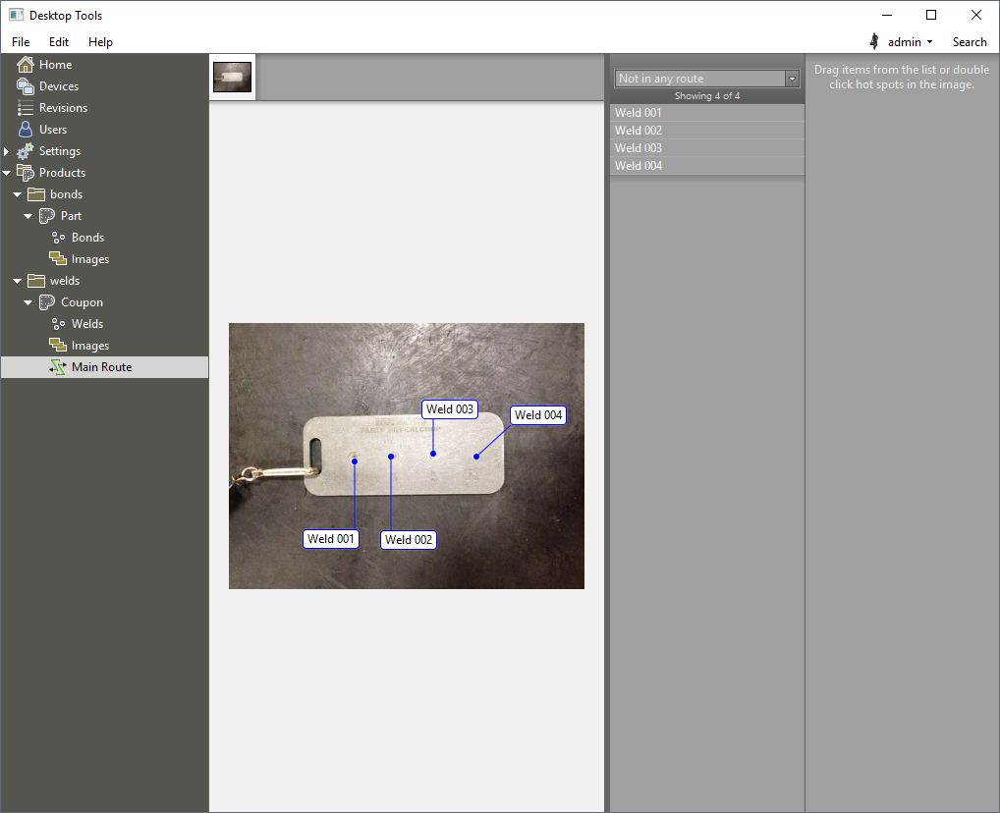 Desktop Tools
File Edit Help
admin Search
Home
Devices
Revisions
Users
Settings
Products
bonds
Part
Bonds
Images
welds
Coupon
Welds
Images
Main Route
Weld 003
Weld 004
Weld 001
Weld 002
Not in any route
Showing 4 of 4
Weld 001
Weld 002
Weld 003
Weld 004
Drag items from the list or double
click hot spots in the image.